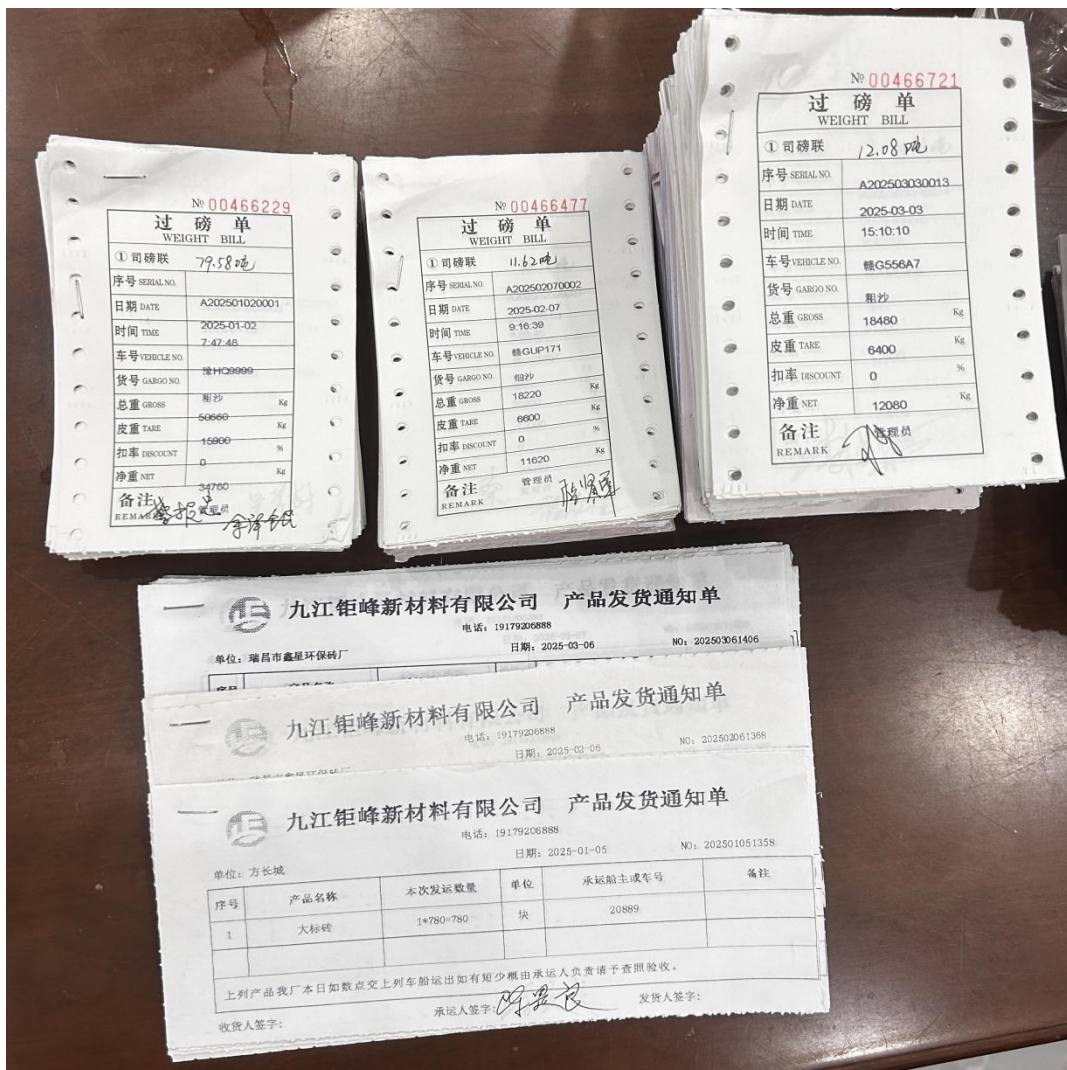 № 00466229
过磅单
WEIGHT BILL
①司磅联 79.58吨
序号 SERIAL NO.
A202501020001
日期 DATE
2025-01-02
时间 TIME
7:47:48
车号 VEHICLE NO.
豫HQ9999
货号 GARGO NO.
粗沙
总重 GROSS Kg
50660
皮重 TARE Kg
15900
扣率 DISCOUNT %
0
净重 NET Kg
34760
备注 管理员
REMARK
№ 00466477
过磅单
WEIGHT BILL
①司磅联 11.62吨
序号 SERIAL NO. A202502070002
日期 DATE 2025-02-07
时间 TIME 9:16:39
车号 VEHICLE NO. 赣GUP171
货号 GARGO NO.
总重 GROSS 18220 Kg
皮重 TARE 6600 Kg
扣率 DISCOUNT 0 %
净重 NET 11620 Kg
备注 管理员
REMARK
№ 00466721
过磅单
WEIGHT BILL
①司磅联 12.08吨
序号 SERIAL NO. A202503030013
日期 DATE 2025-03-03
时间 TIME 15:10:10
车号 VEHICLE NO. 赣G556A7
货号 GARGO NO. 粗沙
总重 GROSS 18480 Kg
皮重 TARE 6400 Kg
扣率 DISCOUNT 0 %
净重 NET 12080 Kg
备注 管理员
REMARK
九江钜峰新材料有限公司 产品发货通知单
电话：19179206888
日期：2025-03-06 NO：202503061406
单位：瑞昌市鑫星环保砖厂
九江钜峰新材料有限公司 产品发货通知单
电话：19179206888
日期：2025-02-06 NO：202502061368
九江钜峰新材料有限公司 产品发货通知单
电话：19179206888
日期：2025-01-05 NO：202501051358
单位：方长城
序号 产品名称 本次发运数量 单位 承运船主或车号 备注
1 大标砖 1*780=780 块 20889
上列产品我厂本日如数点交上列车船运出如有短少概由承运人负责请予查照验收。
收货人签字： 承运人签字： 发货人签字：